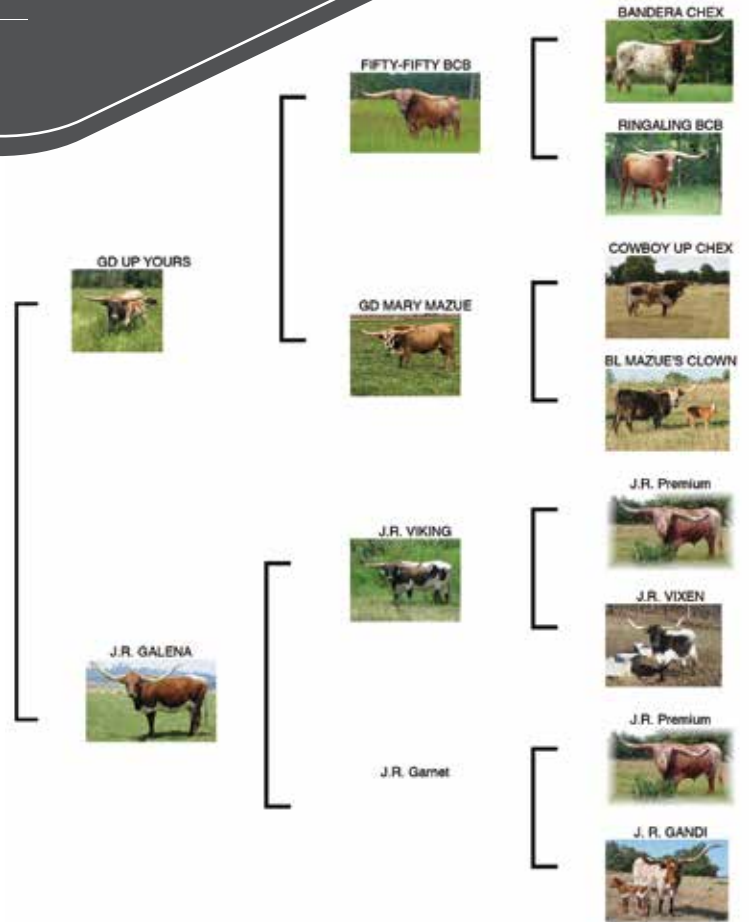 BANDERA CHEX
FIFTY-FIFTY BCB
RINGALING BCB
GD UP YOURS
COWBOY UP CHEX
GD MARY MAZUE
BL MAZUE'S CLOWN
J.R. Premium
J.R. VIKING
J.R. VIXEN
J.R. GALENA
J.R. Premium
J.R. Garnet
J. R. GANDI